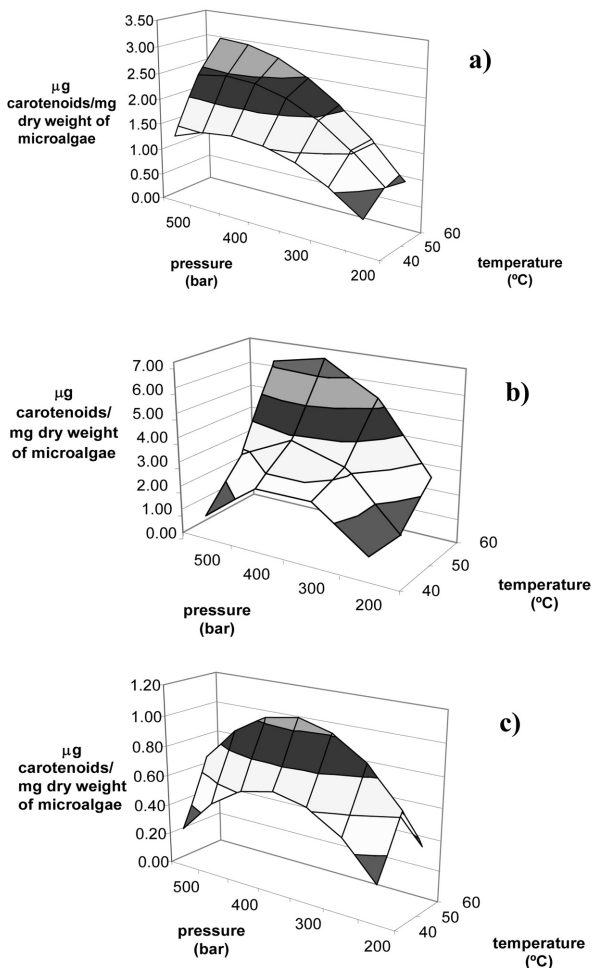 a)
3.50
3.00
2.50
2.00
1.50
1.00
0.50
0.00
μg
carotenoids/mg
dry weight of
microalgae
500
400
300
200
pressure
(bar)
40
50
60
temperature
(ºC)
b)
7.00
6.00
5.00
4.00
3.00
2.00
1.00
0.00
μg
carotenoids/
mg dry weight
of microalgae
500
400
300
200
pressure
(bar)
40
50
60
temperature
(ºC)
c)
1.20
1.00
0.80
0.60
0.40
0.20
0.00
μg
carotenoids/
mg dry weight
of microalgae
500
400
300
200
pressure
(bar)
40
50
60
temperature
(ºC)